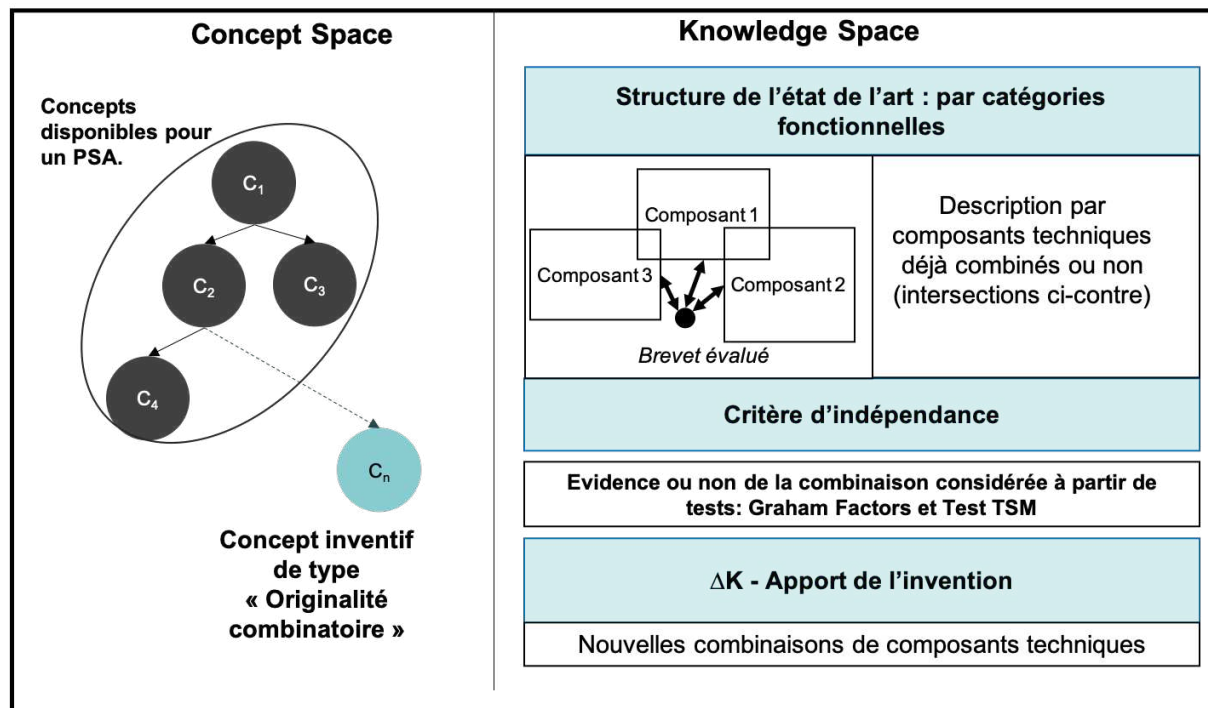 Concept Space
Concepts
disponibles pour
un PSA.
C1
C2
C3
C4
Cn
Concept inventif
de type
« Originalité
combinatoire »
Knowledge Space
Structure de l’état de l’art : par catégories
fonctionnelles
Composant 1
Composant 3
Composant 2
Brevet évalué
Description par
composants techniques
déjà combinés ou non
(intersections ci-contre)
Critère d’indépendance
Evidence ou non de la combinaison considérée à partir de
tests: Graham Factors et Test TSM
ΔK - Apport de l’invention
Nouvelles combinaisons de composants techniques